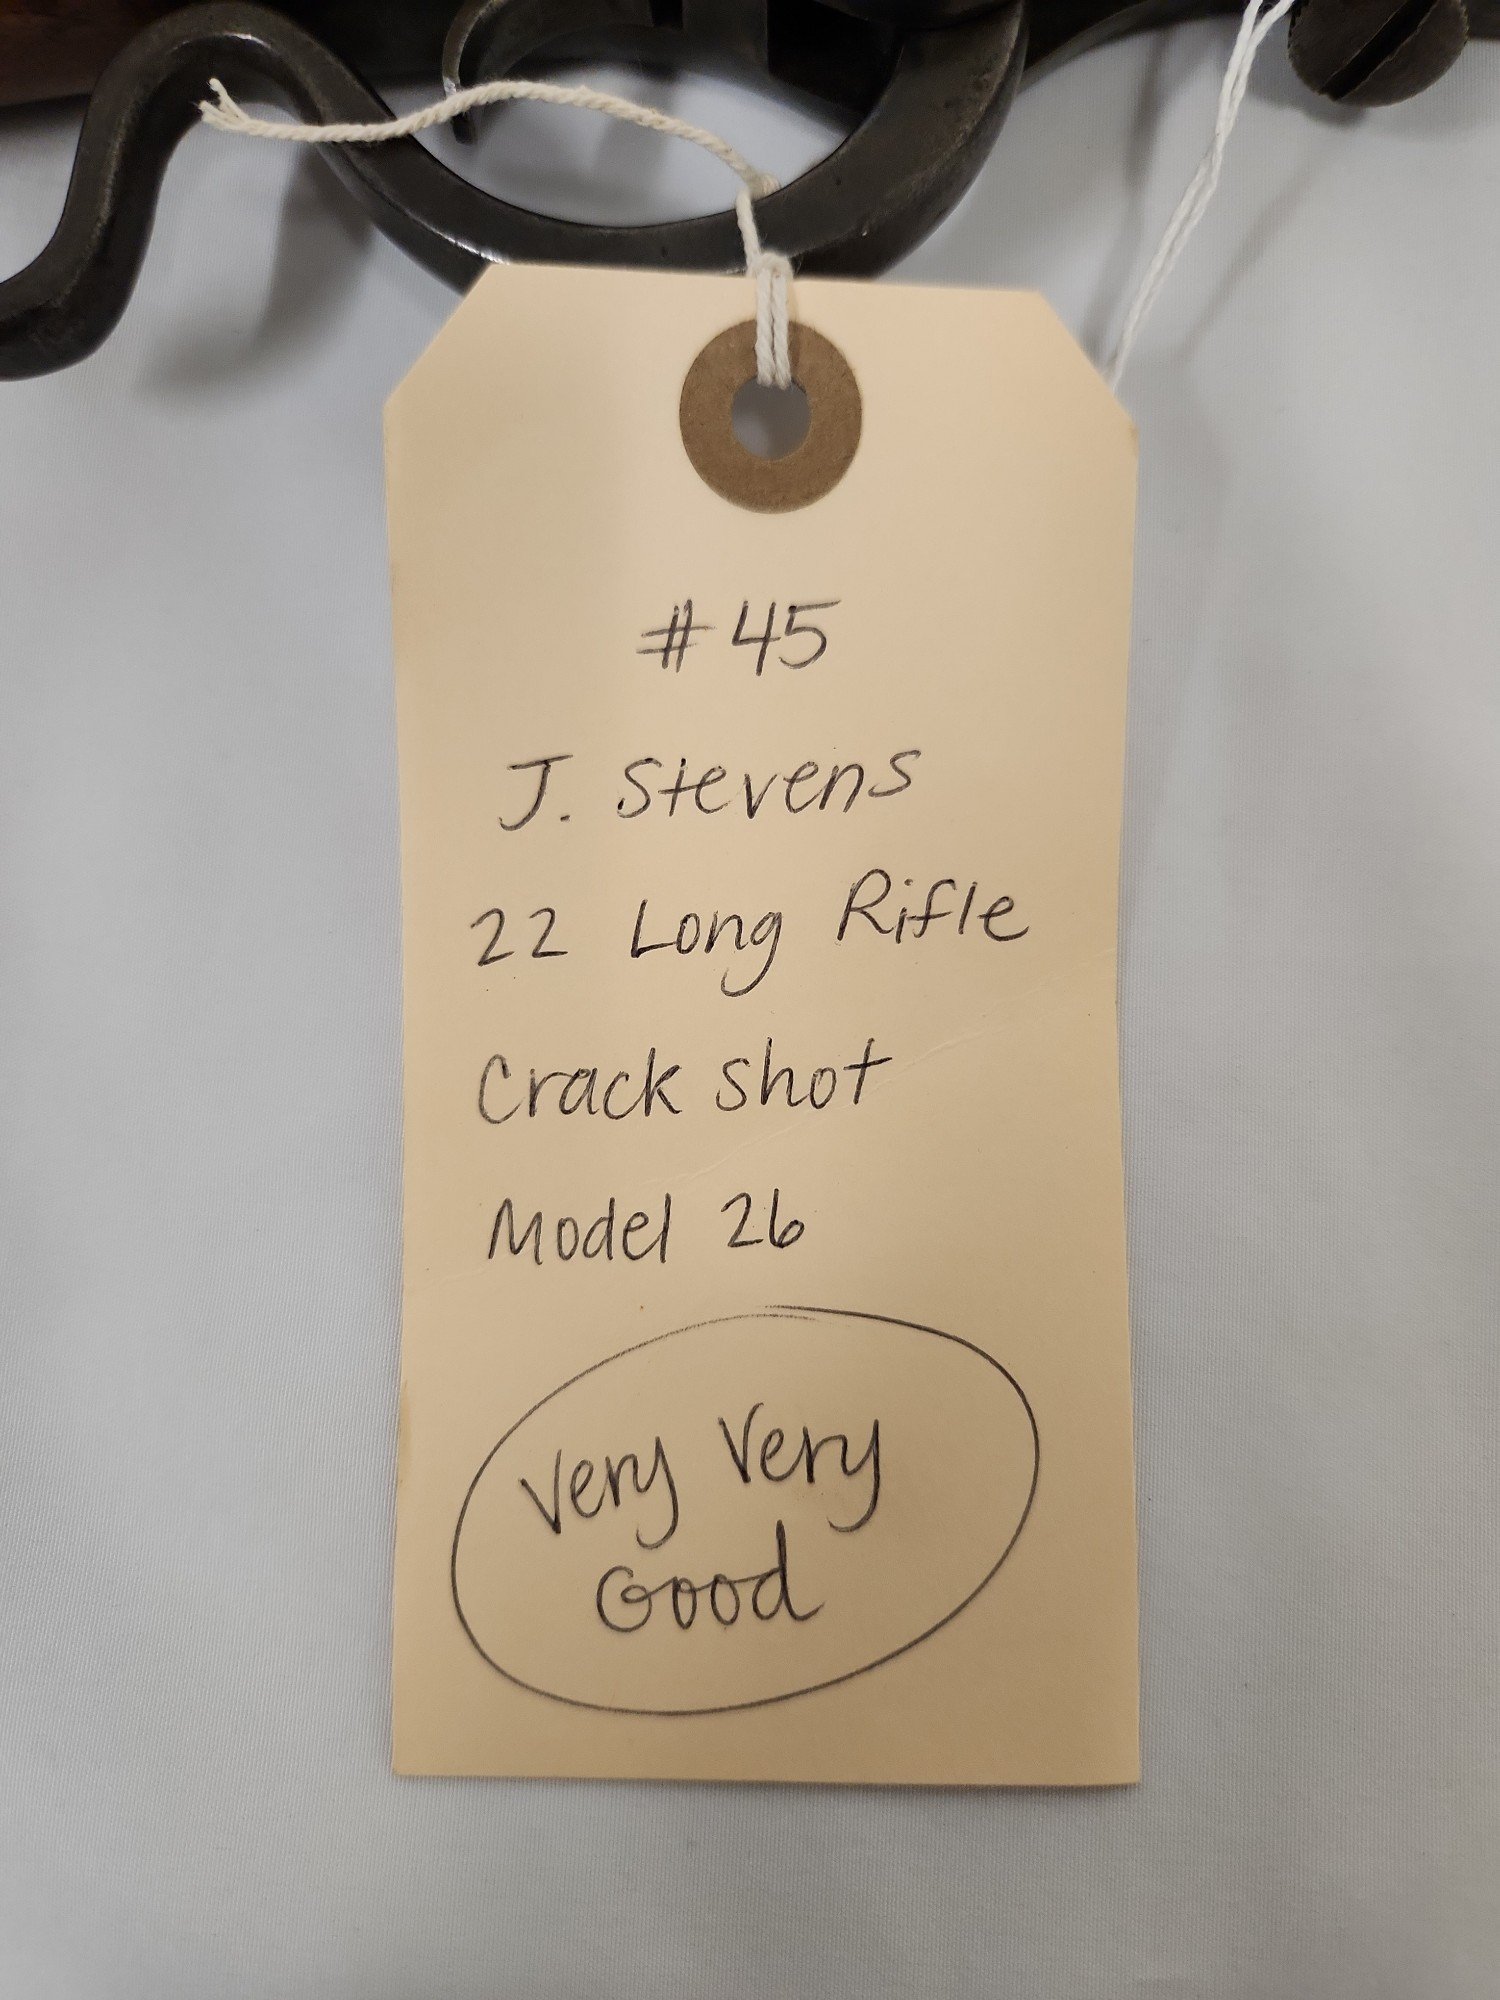 #45
J. Stevens
22 Long Rifle
Crack shot
Model 26
Very Very
Good